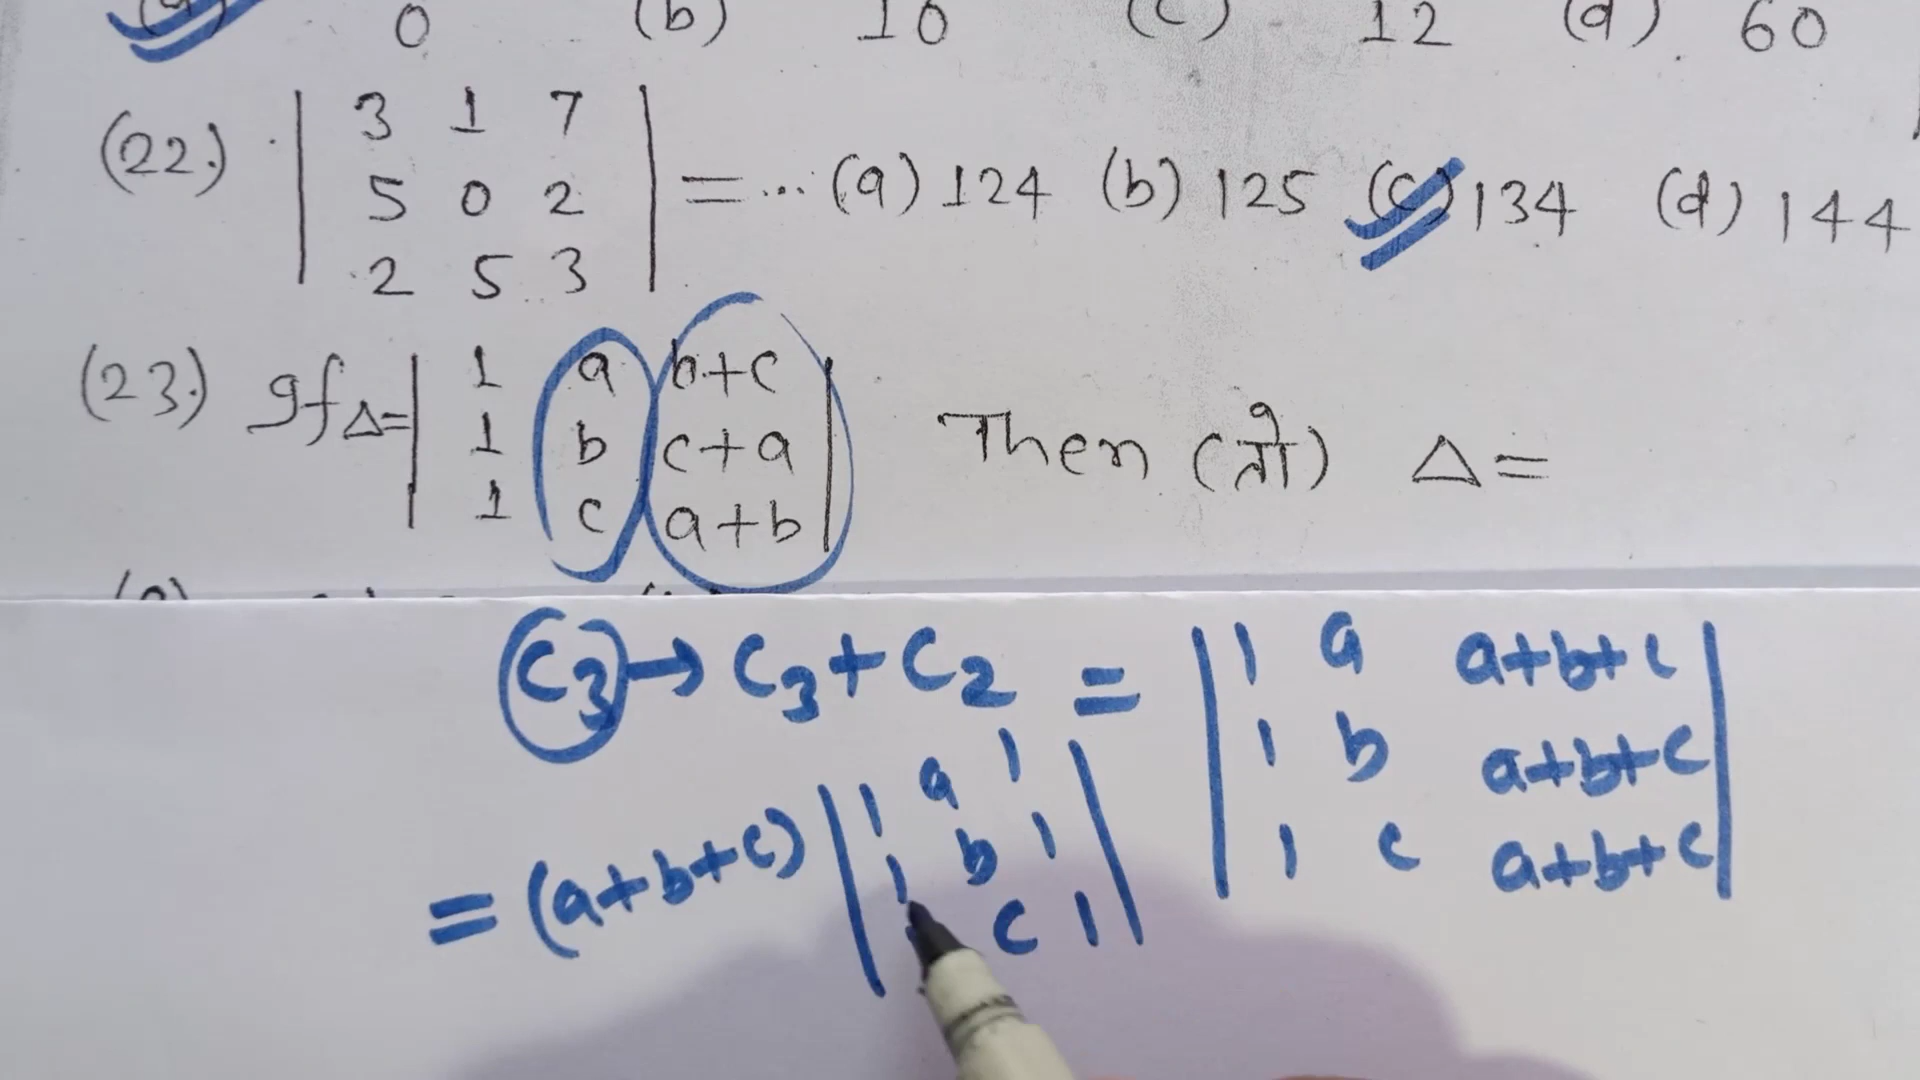 (a) 0 (b) 10 (c) 12 (d) 60
(22.) | 3 1 7 | = ... (a) 124 (b) 125 (c) 134 (d) 144
| 5 0 2 |
| 2 5 3 |
(23.) If Δ= | 1 a b+c | Then (तो) Δ=
| 1 b c+a |
| 1 c a+b |
C3 → C3 + C2 = | 1 a a+b+c |
| 1 b a+b+c |
| 1 c a+b+c |
= (a+b+c) | 1 a 1 |
| 1 b 1 |
| 1 c 1 |